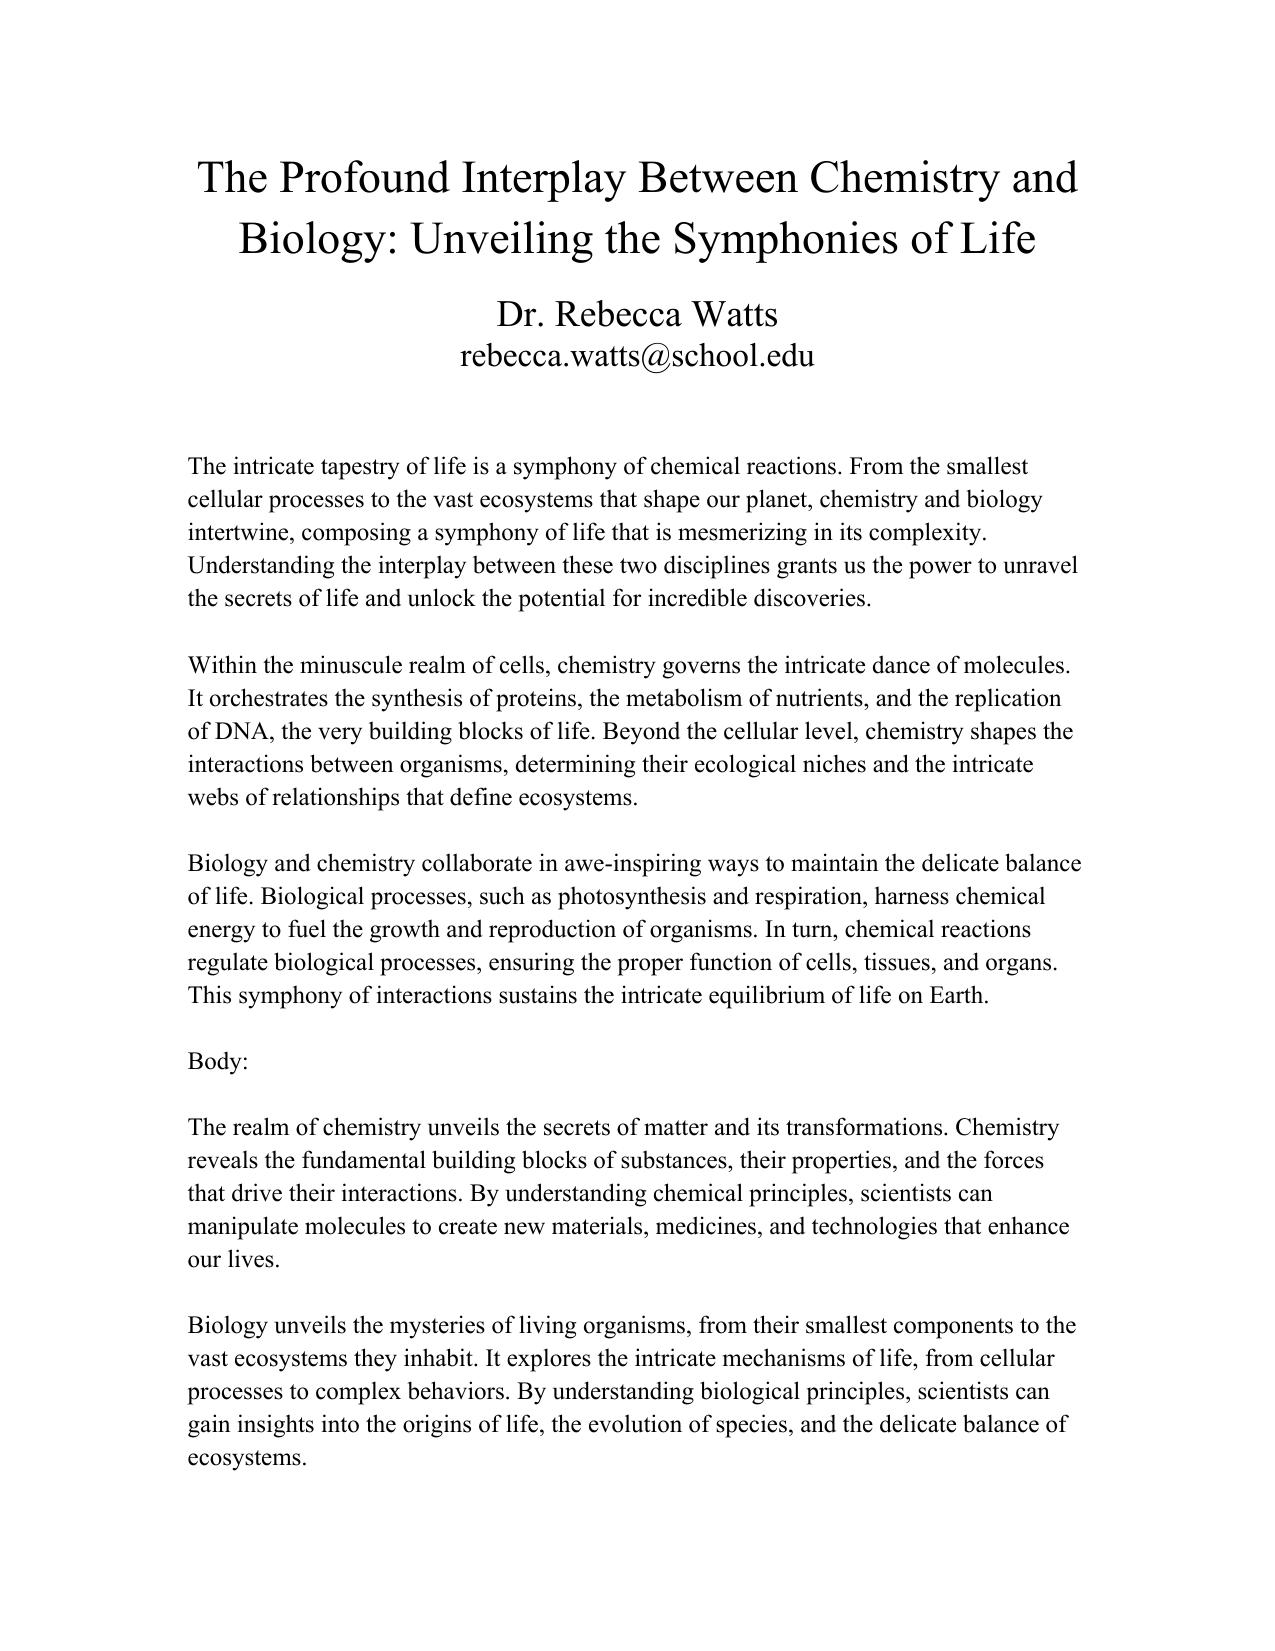 The Profound Interplay Between Chemistry and
Biology: Unveiling the Symphonies of Life
Dr. Rebecca Watts
rebecca.watts@school.edu
The intricate tapestry of life is a symphony of chemical reactions. From the smallest
cellular processes to the vast ecosystems that shape our planet, chemistry and biology
intertwine, composing a symphony of life that is mesmerizing in its complexity.
Understanding the interplay between these two disciplines grants us the power to unravel
the secrets of life and unlock the potential for incredible discoveries.
Within the minuscule realm of cells, chemistry governs the intricate dance of molecules.
It orchestrates the synthesis of proteins, the metabolism of nutrients, and the replication
of DNA, the very building blocks of life. Beyond the cellular level, chemistry shapes the
interactions between organisms, determining their ecological niches and the intricate
webs of relationships that define ecosystems.
Biology and chemistry collaborate in awe-inspiring ways to maintain the delicate balance
of life. Biological processes, such as photosynthesis and respiration, harness chemical
energy to fuel the growth and reproduction of organisms. In turn, chemical reactions
regulate biological processes, ensuring the proper function of cells, tissues, and organs.
This symphony of interactions sustains the intricate equilibrium of life on Earth.
Body:
The realm of chemistry unveils the secrets of matter and its transformations. Chemistry
reveals the fundamental building blocks of substances, their properties, and the forces
that drive their interactions. By understanding chemical principles, scientists can
manipulate molecules to create new materials, medicines, and technologies that enhance
our lives.
Biology unveils the mysteries of living organisms, from their smallest components to the
vast ecosystems they inhabit. It explores the intricate mechanisms of life, from cellular
processes to complex behaviors. By understanding biological principles, scientists can
gain insights into the origins of life, the evolution of species, and the delicate balance of
ecosystems.